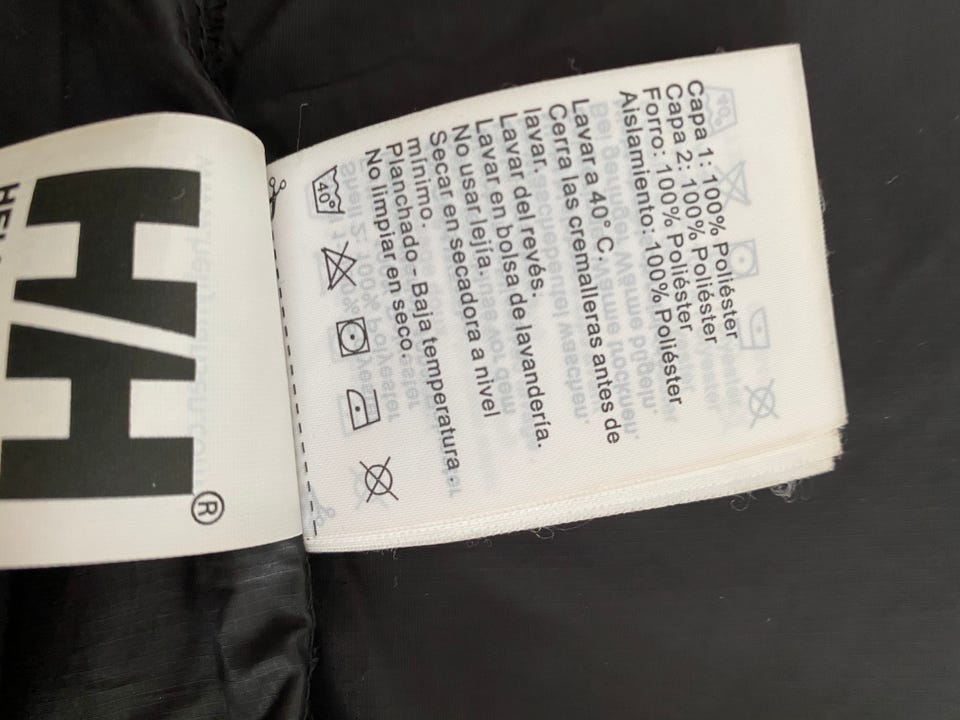 HH®
HEL
Capa 1: 100% Poliéster
Capa 2: 100% Poliéster
Forro: 100% Poliéster
Aislamiento: 100% Poliéster
Lavar a 40° C.
Cerra las cremalleras antes de
lavar.
Lavar del revés.
Lavar en bolsa de lavandería.
No usar lejía.
Secar en secadora a nivel
mínimo.
Planchado - Baja temperatura.
No limpiar en seco.
40°